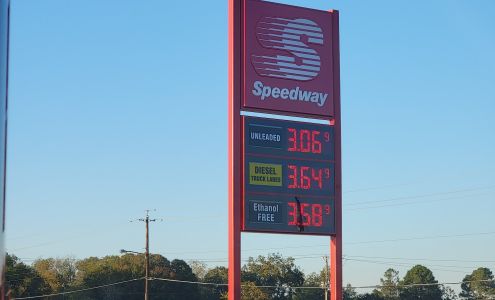 S
Speedway
UNLEADED 3.06 9
DIESEL
TRUCK LANES 3.64 9
Ethanol
FREE 3.58 9